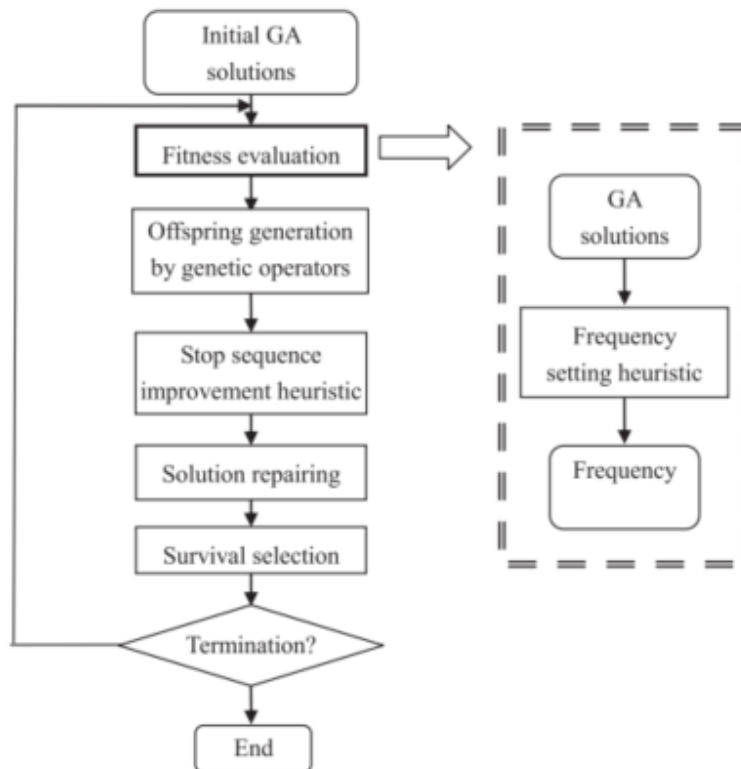 Initial GA
solutions
Fitness evaluation
Offspring generation
by genetic operators
Stop sequence
improvement heuristic
Solution repairing
Survival selection
Termination?
End
GA
solutions
Frequency
setting heuristic
Frequency